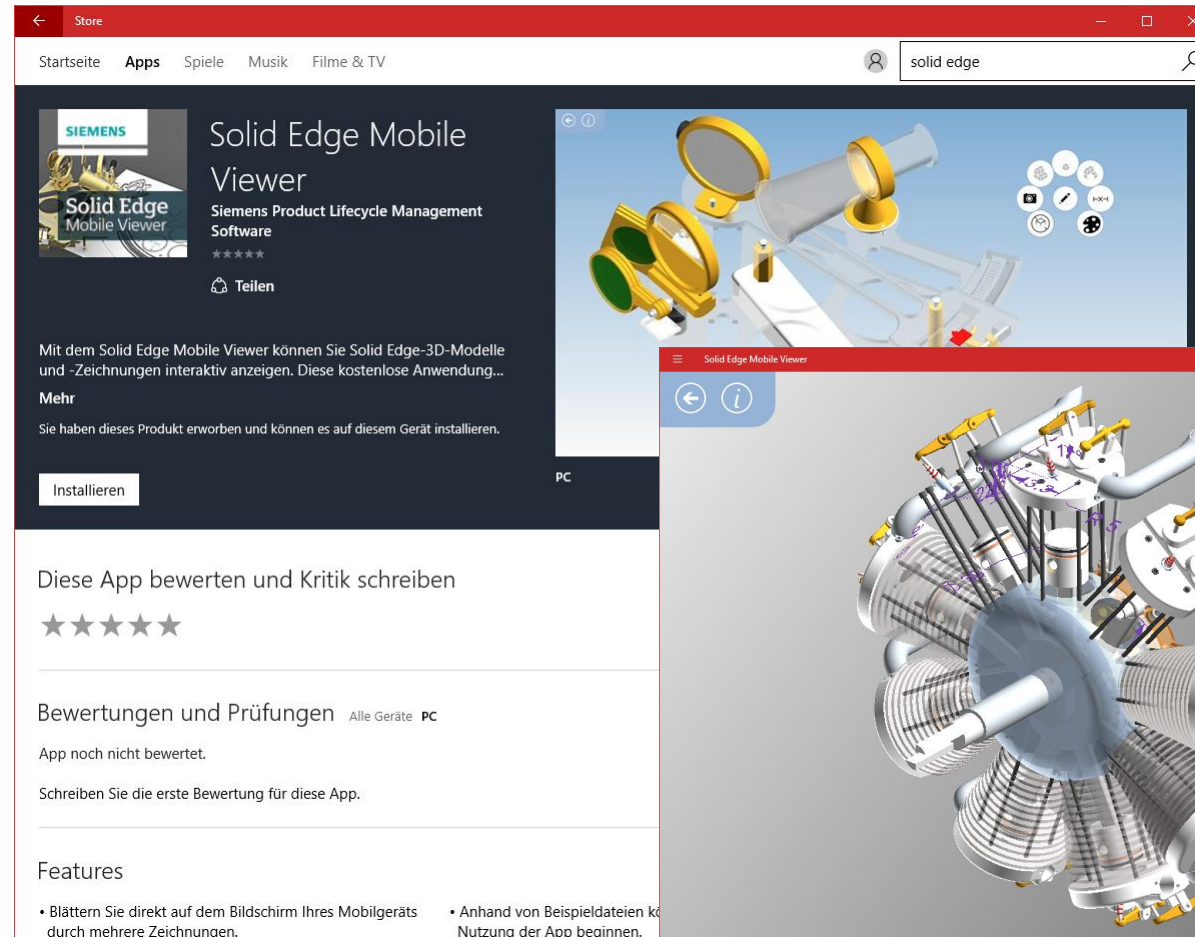 Store
Startseite Apps Spiele Musik Filme & TV
solid edge
SIEMENS
Solid Edge
Mobile Viewer
Solid Edge Mobile
Viewer
Siemens Product Lifecycle Management
Software
Teilen
Mit dem Solid Edge Mobile Viewer können Sie Solid Edge-3D-Modelle
und -Zeichnungen interaktiv anzeigen. Diese kostenlose Anwendung...
Mehr
Sie haben dieses Produkt erworben und können es auf diesem Gerät installieren.
Installieren
PC
Solid Edge Mobile Viewer
Diese App bewerten und Kritik schreiben
Bewertungen und Prüfungen Alle Geräte PC
App noch nicht bewertet.
Schreiben Sie die erste Bewertung für diese App.
Features
• Blättern Sie direkt auf dem Bildschirm Ihres Mobilgeräts
durch mehrere Zeichnungen.
• Anhand von Beispieldateien
Nutzung der App beginnen.